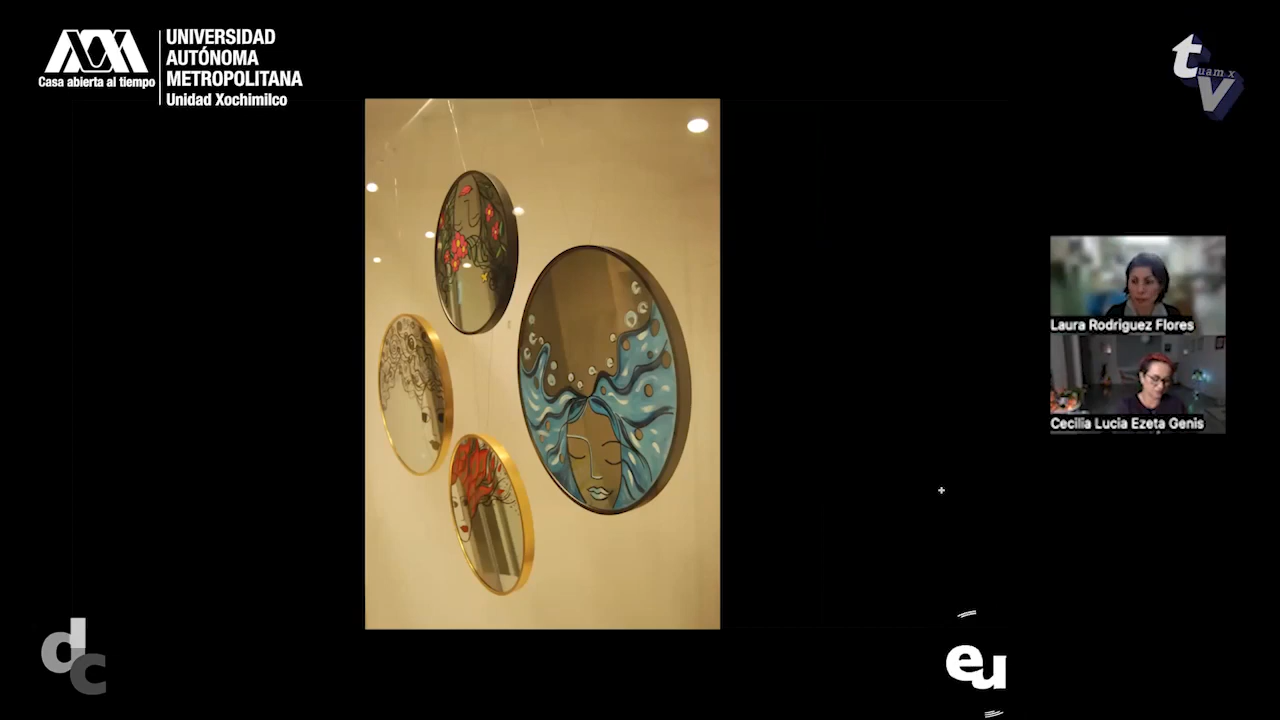 UNIVERSIDAD
AUTÓNOMA
METROPOLITANA
Casa abierta al tiempo
Unidad Xochimilco
tv
uam x
Laura Rodriguez Flores
Cecilia Lucia Ezeta Genis
dc
eu